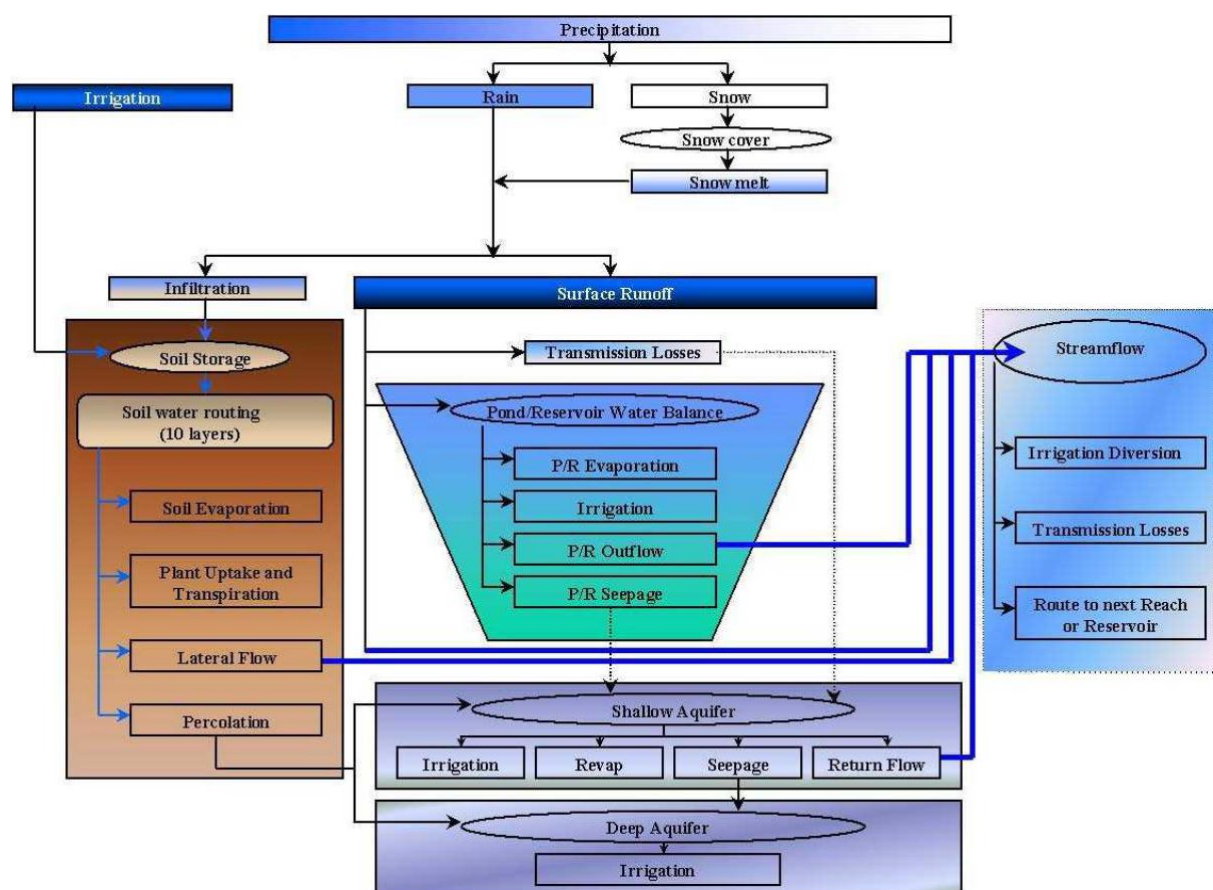 Precipitation
Irrigation
Rain
Snow
Snow cover
Snow melt
Infiltration
Surface Runoff
Soil Storage
Transmission Losses
Streamflow
Soil water routing
(10 layers)
Pond/Reservoir Water Balance
P/R Evaporation
Irrigation
P/R Outflow
P/R Seepage
Irrigation Diversion
Transmission Losses
Route to next Reach
or Reservoir
Soil Evaporation
Plant Uptake and
Transpiration
Lateral Flow
Percolation
Shallow Aquifer
Irrigation
Revap
Seepage
Return Flow
Deep Aquifer
Irrigation